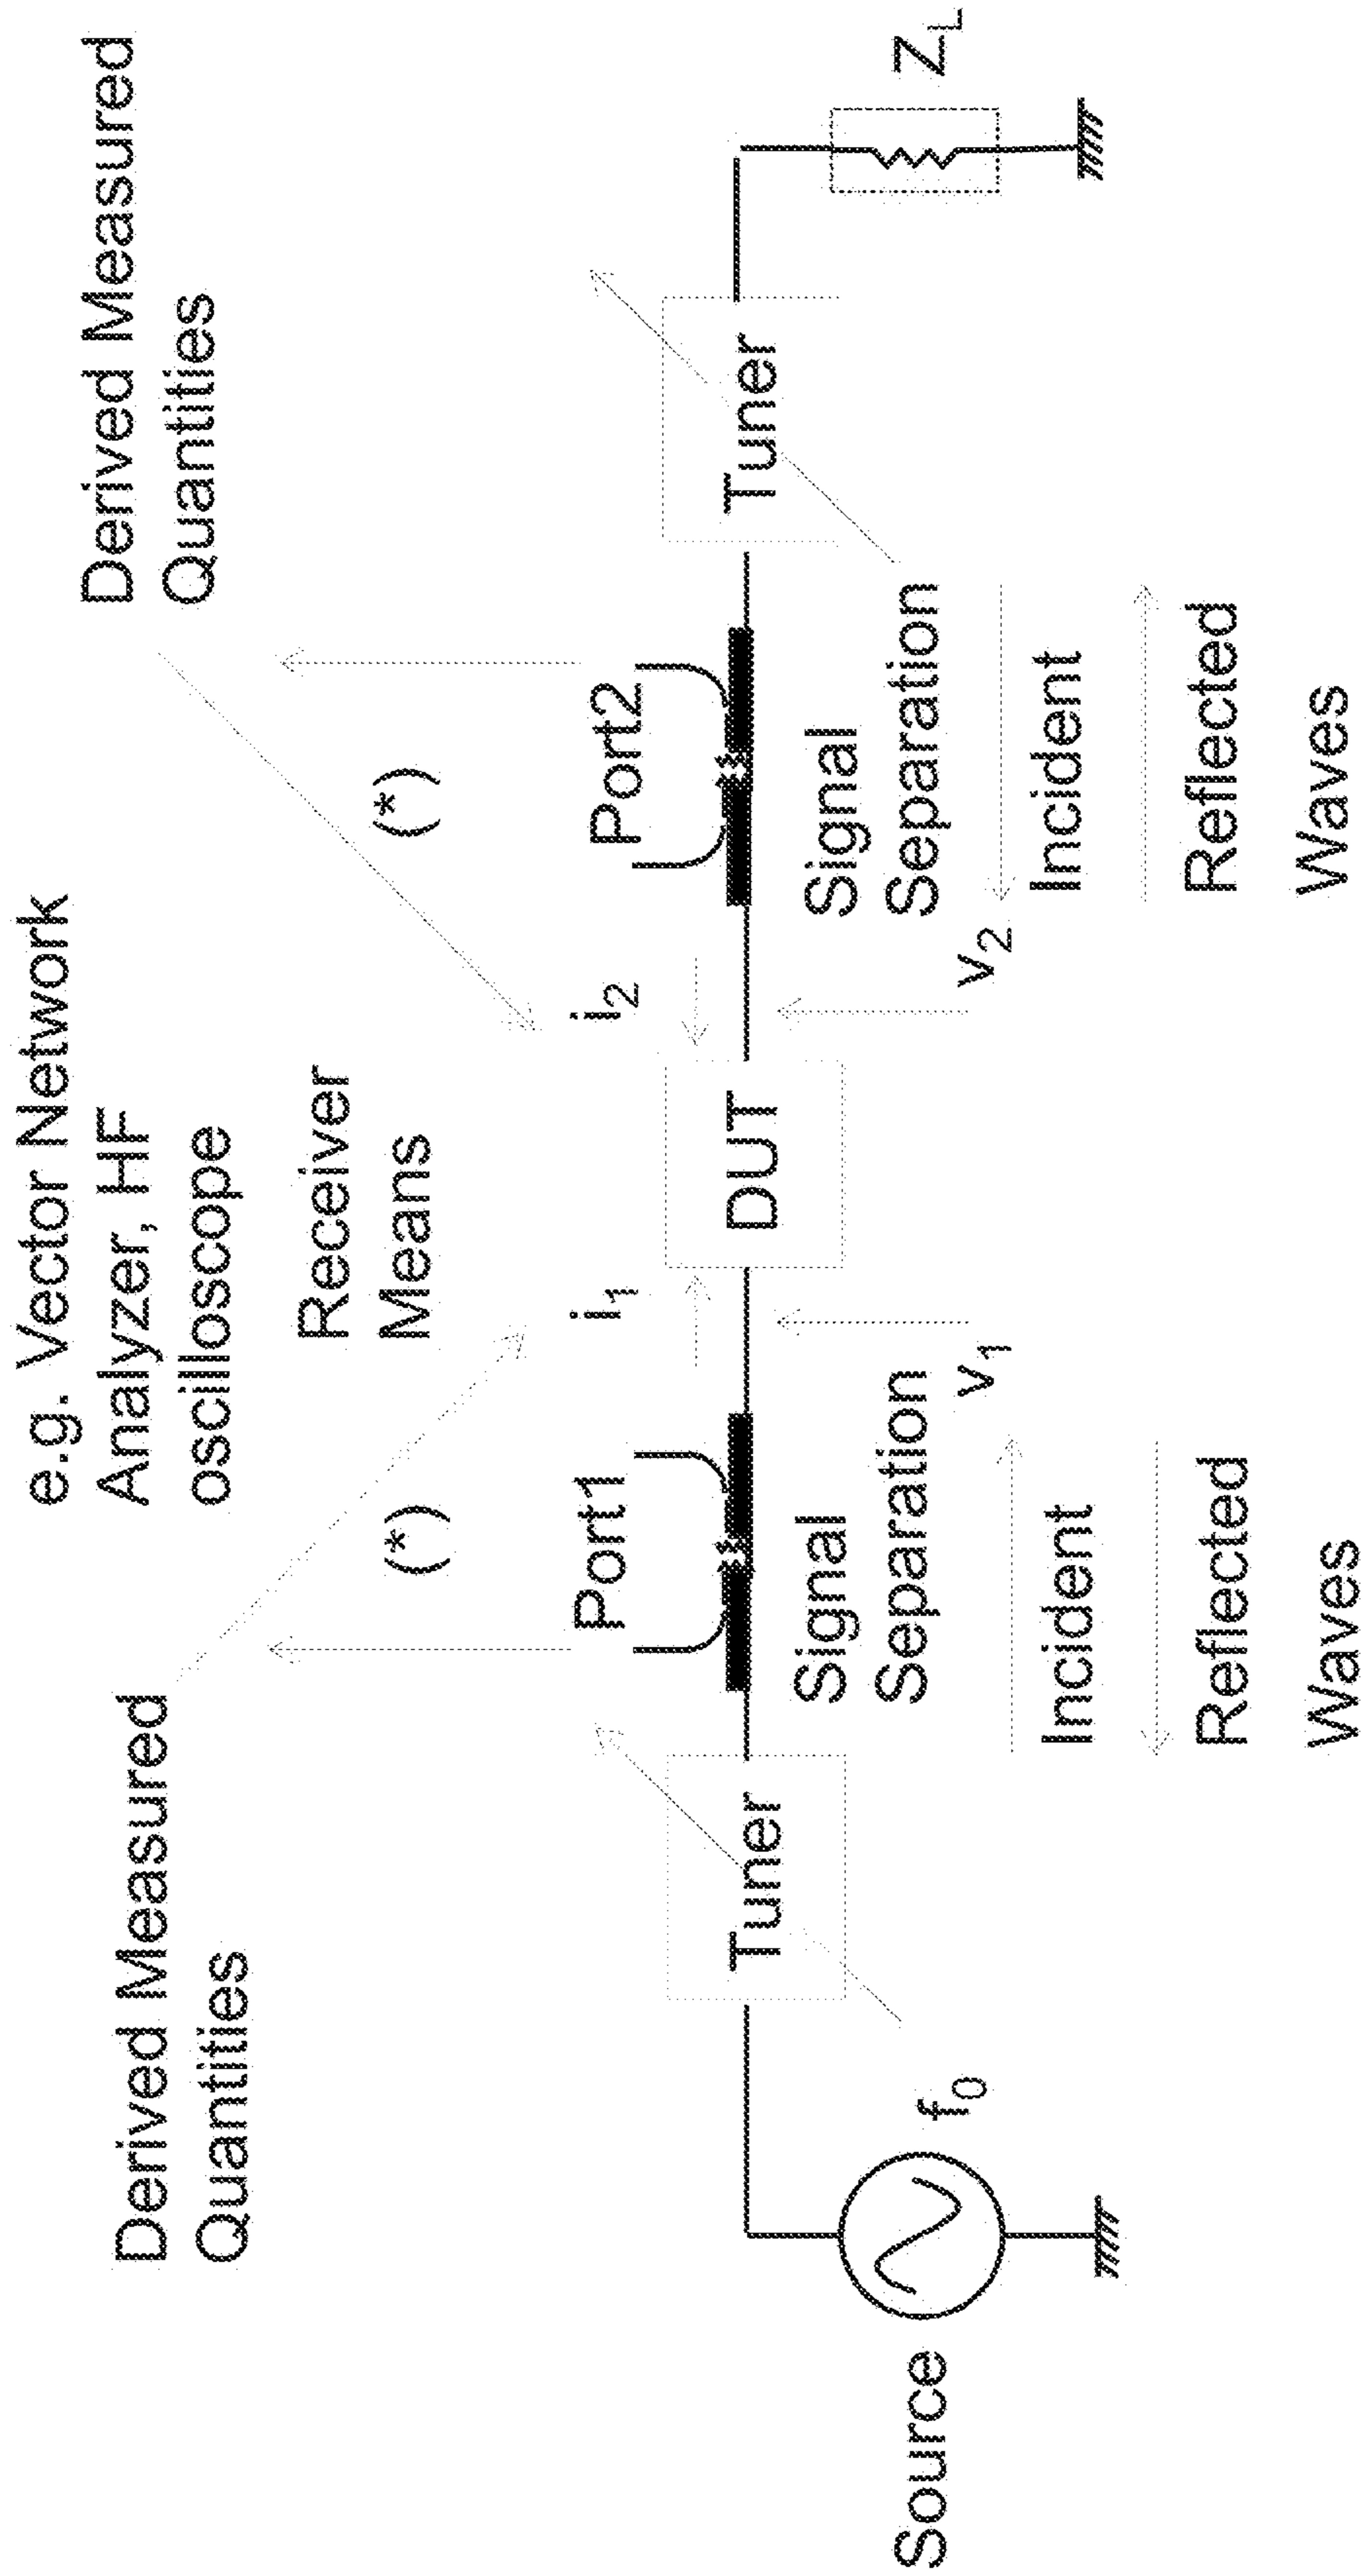 e.g. Vector Network
Analyzer, HF
oscilloscope
Receiver
Means
Derived Measured
Quantities
Derived Measured
Quantities
(*)
(*)
Port1
Port2
i1
i2
Tuner
DUT
Tuner
Signal
Separation
Signal
Separation
v1
v2
Source
f0
ZL
Incident
Reflected
Waves
Incident
Reflected
Waves